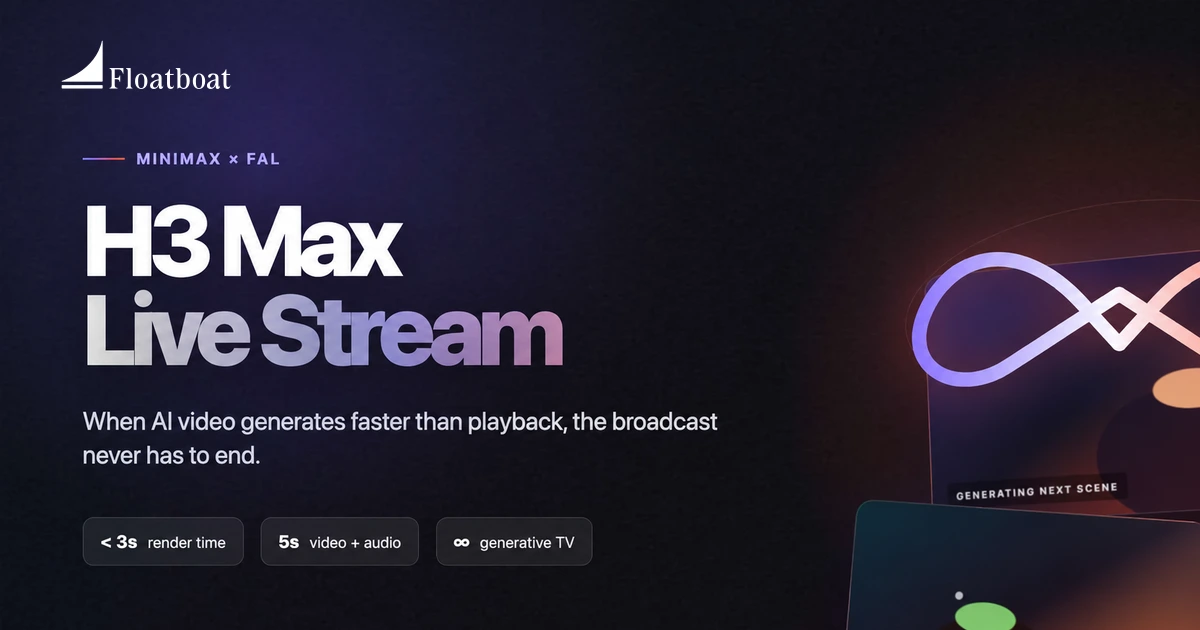 Floatboat
MINIMAX × FAL
H3 Max
Live Stream
When AI video generates faster than playback, the broadcast
never has to end.
< 3s render time
5s video + audio
∞ generative TV
GENERATING NEXT SCENE